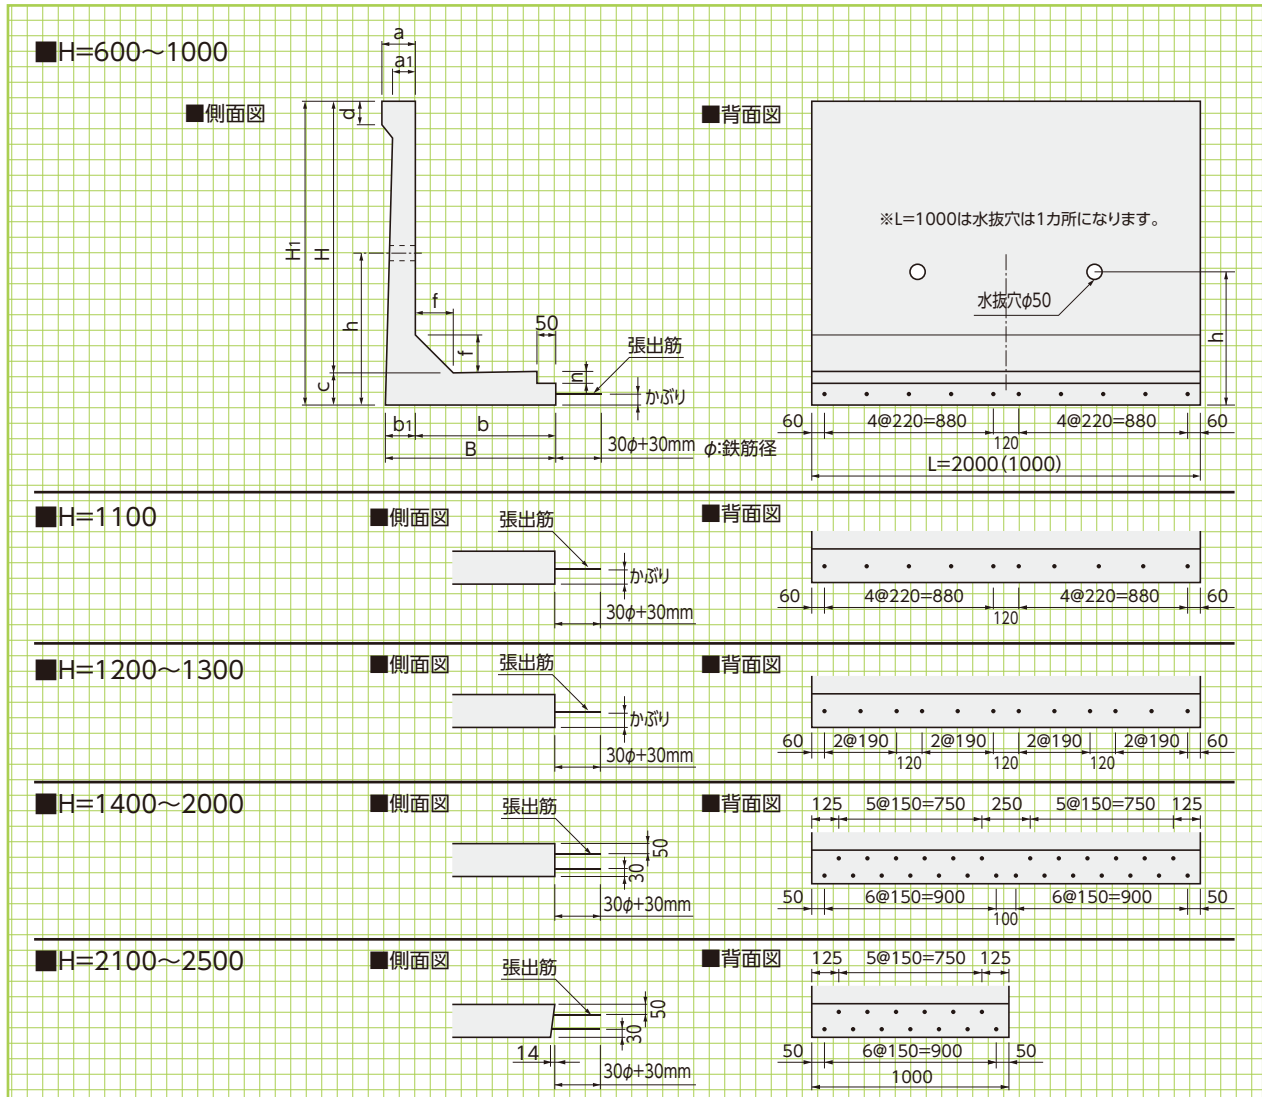 ■H=600〜1000
■側面図
a
a1
d
H1
H
h
c
f
f
50
n
張出筋
かぶり
b1
b
B
30φ+30mm
φ:鉄筋径
■背面図
※L=1000は水抜穴は1カ所になります。
水抜穴φ50
h
60
4@220=880
120
4@220=880
60
L=2000(1000)
■H=1100
■側面図
張出筋
かぶり
30φ+30mm
■背面図
60
4@220=880
120
4@220=880
60
■H=1200〜1300
■側面図
張出筋
かぶり
30φ+30mm
■背面図
60
2@190
120
2@190
120
2@190
120
2@190
60
■H=1400〜2000
■側面図
張出筋
50
30
30φ+30mm
■背面図
125
5@150=750
250
5@150=750
125
50
6@150=900
100
6@150=900
50
■H=2100〜2500
■側面図
張出筋
50
30
14
30φ+30mm
■背面図
125
5@150=750
125
50
6@150=900
50
1000